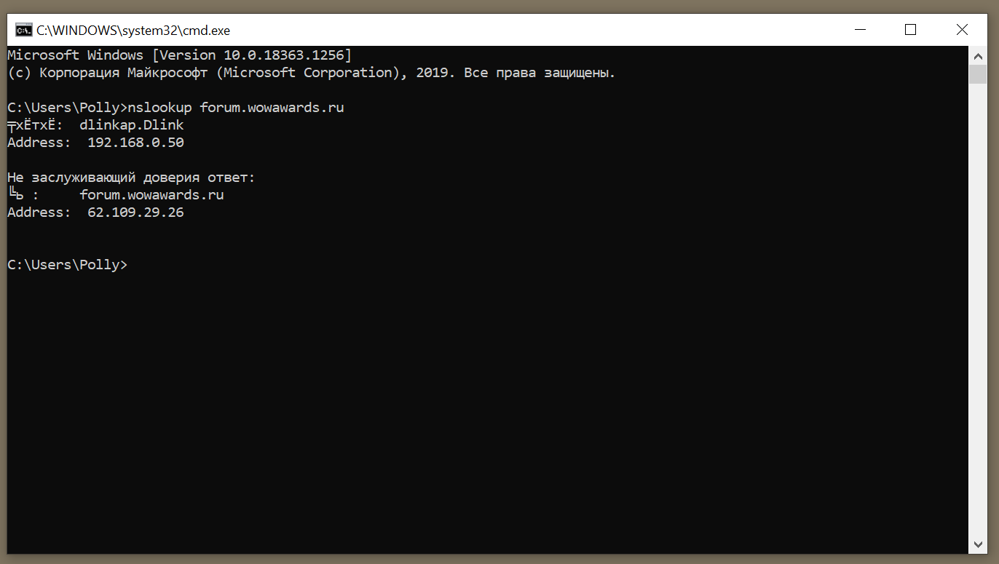 C:\WINDOWS\system32\cmd.exe
Microsoft Windows [Version 10.0.18363.1256]
(c) Корпорация Майкрософт (Microsoft Corporation), 2019. Все права защищены.
C:\Users\Polly>nslookup forum.wowawards.ru
╤хЁтхЁ:  dlinkap.Dlink
Address:  192.168.0.50
Не заслуживающий доверия ответ:
╚ь :     forum.wowawards.ru
Address:  62.109.29.26
C:\Users\Polly>